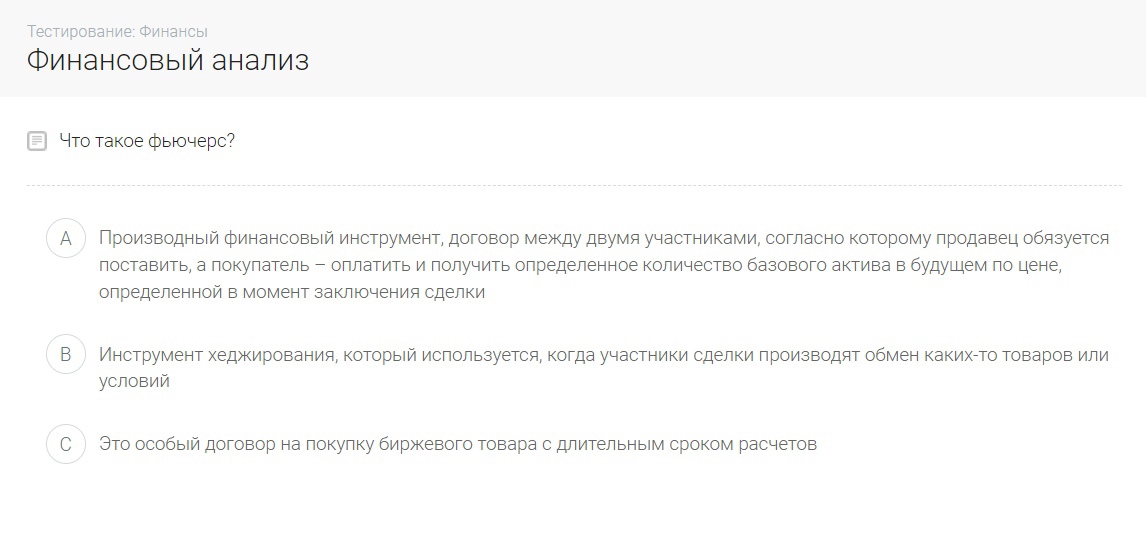 Тестирование: Финансы
Финансовый анализ
Что такое фьючерс?
A
Производный финансовый инструмент, договор между двумя участниками, согласно которому продавец обязуется
поставить, а покупатель – оплатить и получить определенное количество базового актива в будущем по цене,
определенной в момент заключения сделки
B
Инструмент хеджирования, который используется, когда участники сделки производят обмен каких-то товаров или
условий
C
Это особый договор на покупку биржевого товара с длительным сроком расчетов